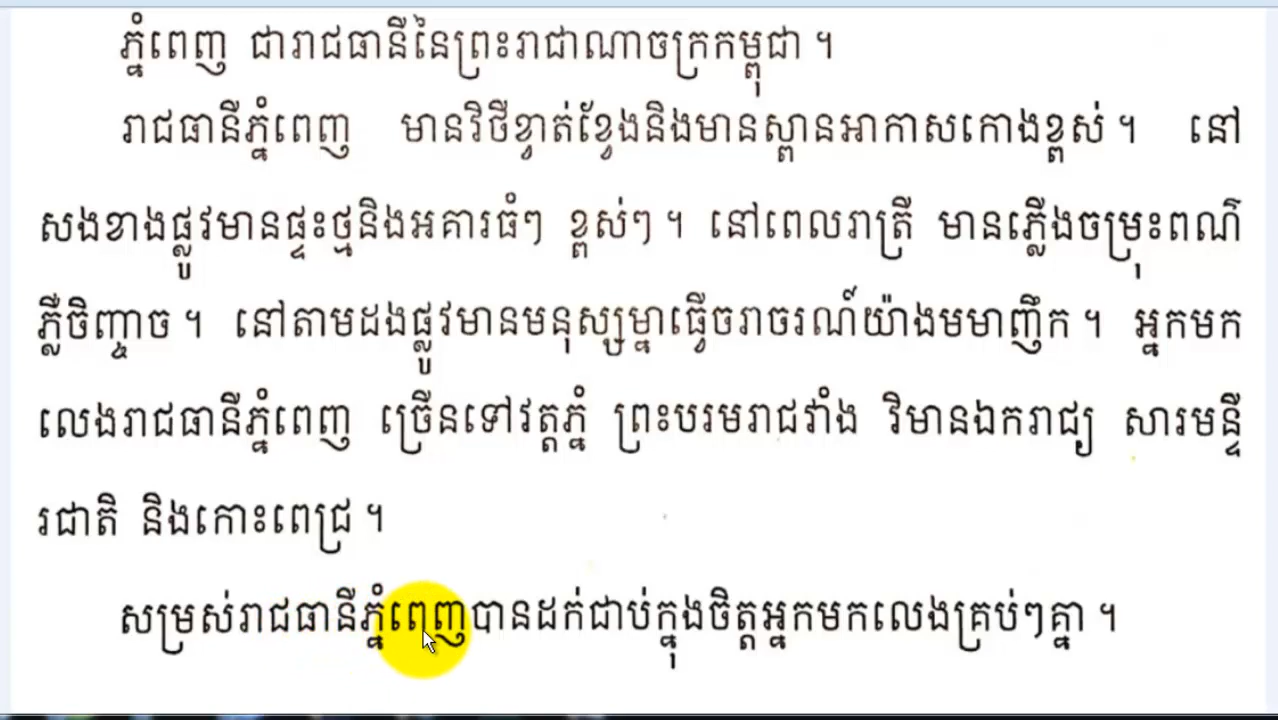 ភ្នំពេញ ជារាជធានីនៃព្រះរាជាណាចក្រកម្ពុជា ។
រាជធានីភ្នំពេញ មានវិថីខ្វាត់ខ្វែងនិងមានស្ពានអាកាសកោងខ្ពស់ ។ នៅ
សងខាងផ្លូវមានផ្ទះថ្មនិងអគារធំៗ ខ្ពស់ៗ ។ នៅពេលរាត្រី មានភ្លើងចម្រុះពណ៌
ភ្លឺចិញ្ចាច ។ នៅតាមដងផ្លូវមានមនុស្សម្នាធ្វើចរាចរណ៍យ៉ាងមមាញឹក ។ អ្នកមក
លេងរាជធានីភ្នំពេញ ច្រើនទៅវត្តភ្នំ ព្រះបរមរាជវាំង វិមានឯករាជ្យ សារមន្ទី
រជាតិ និងកោះពេជ្រ ។
សម្រស់រាជធានីភ្នំពេញបានដក់ជាប់ក្នុងចិត្តអ្នកមកលេងគ្រប់ៗគ្នា ។